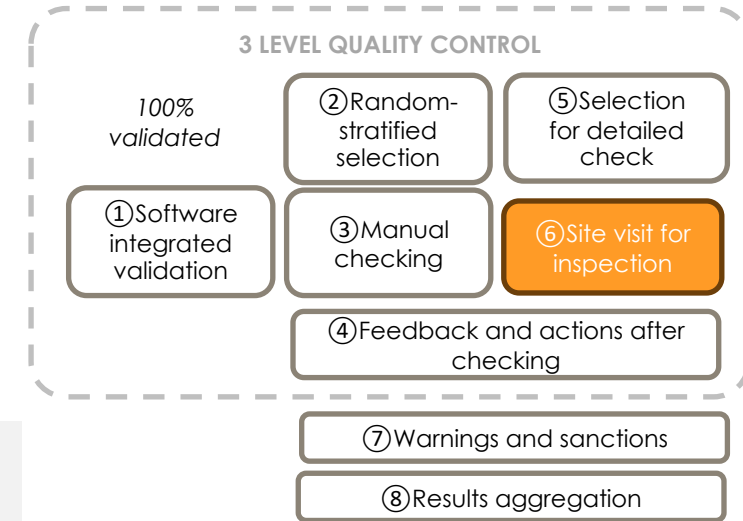 3 LEVEL QUALITY CONTROL
100%
validated
②Random-
stratified
selection
⑤Selection
for detailed
check
①Software
integrated
validation
③Manual
checking
⑥Site visit for
inspection
④Feedback and actions after
checking
⑦Warnings and sanctions
⑧Results aggregation